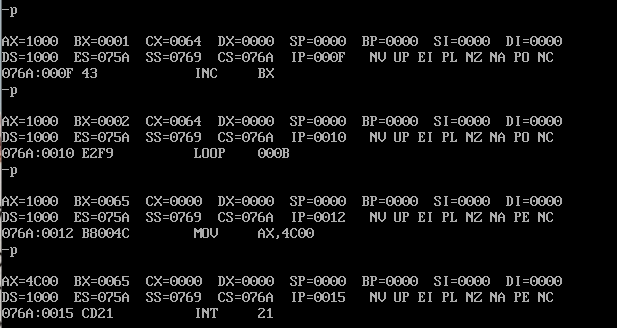 -p
AX=1000 BX=0001 CX=0064 DX=0000 SP=0000 BP=0000 SI=0000 DI=0000
DS=1000 ES=075A SS=0769 CS=076A IP=000F NV UP EI PL NZ NA PO NC
076A:000F 43 INC BX
-p
AX=1000 BX=0002 CX=0064 DX=0000 SP=0000 BP=0000 SI=0000 DI=0000
DS=1000 ES=075A SS=0769 CS=076A IP=0010 NV UP EI PL NZ NA PO NC
076A:0010 E2F9 LOOP 000B
-p
AX=1000 BX=0065 CX=0000 DX=0000 SP=0000 BP=0000 SI=0000 DI=0000
DS=1000 ES=075A SS=0769 CS=076A IP=0012 NV UP EI PL NZ NA PE NC
076A:0012 B8004C MOV AX,4C00
-p
AX=4C00 BX=0065 CX=0000 DX=0000 SP=0000 BP=0000 SI=0000 DI=0000
DS=1000 ES=075A SS=0769 CS=076A IP=0015 NV UP EI PL NZ NA PE NC
076A:0015 CD21 INT 21